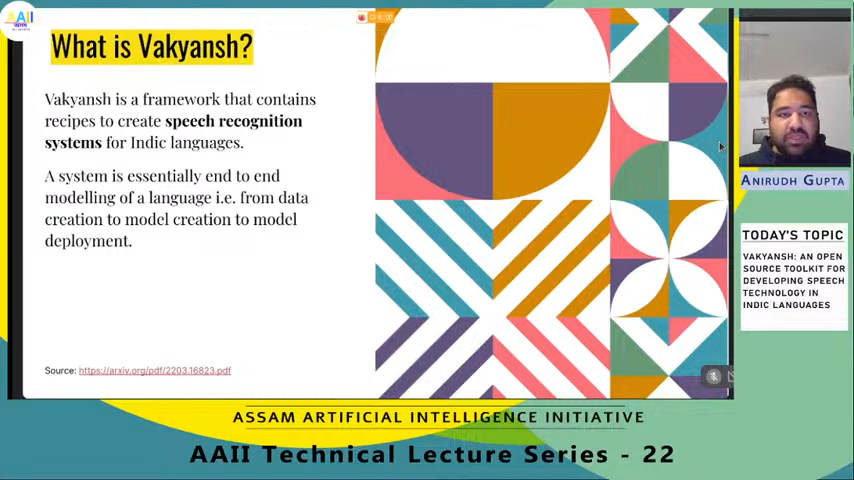 AAII
What is Vakyansh?
Vakyansh is a framework that contains
recipes to create speech recognition
systems for Indic languages.
A system is essentially end to end
modelling of a language i.e. from data
creation to model creation to model
deployment.
Source: https://arxiv.org/pdf/2203.16823.pdf
ANIRUDH GUPTA
TODAY'S TOPIC
VAKYANSH: AN OPEN
SOURCE TOOLKIT FOR
DEVELOPING SPEECH
TECHNOLOGY IN
INDIC LANGUAGES
ASSAM ARTIFICIAL INTELLIGENCE INITIATIVE
AAII Technical Lecture Series - 22